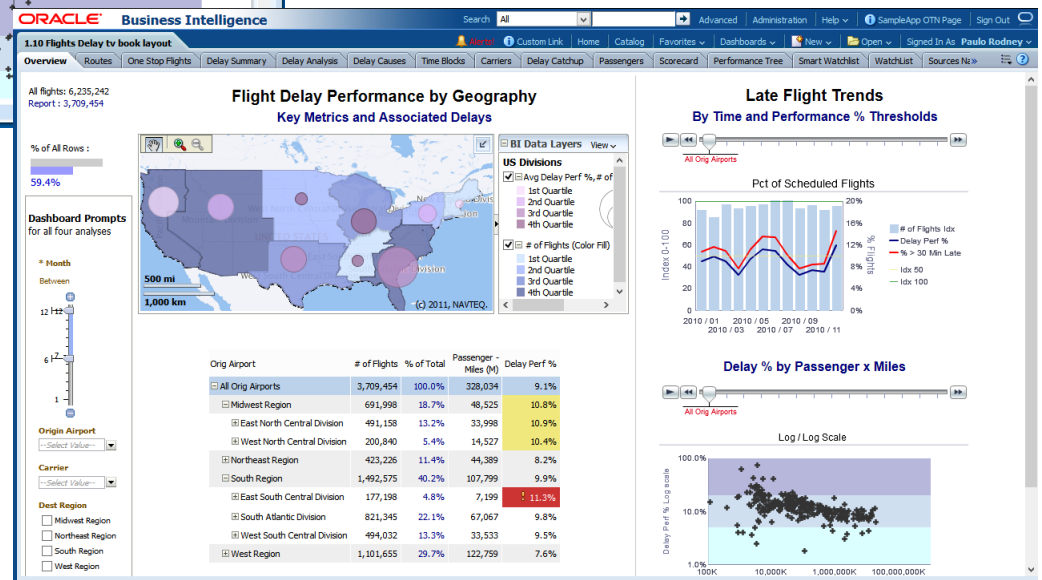 ORACLE Business Intelligence
Search All Advanced Administration Help SampleApp OTN Page Sign Out
1.10 Flights Delay tv book layout
Alerts! Custom Link Home Catalog Favorites Dashboards New Open Signed In As Paulo Rodney
Overview Routes One Stop Flights Delay Summary Delay Analysis Delay Causes Time Blocks Carriers Delay Catchup Passengers Scorecard Performance Tree Smart Watchlist WatchList Sources Na»
All flights: 6,235,242
Report : 3,709,454
% of All Rows :
59.4%
Dashboard Prompts
for all four analyses
* Month
Between
12
12
6
7
1
Origin Airport
--Select Value--
Carrier
--Select Value--
Dest Region
Midwest Region
Northeast Region
South Region
West Region
Flight Delay Performance by Geography
Key Metrics and Associated Delays
UNITED STATES
500 mi
1,000 km
(c) 2011, NAVTEQ.
BI Data Layers View
US Divisions
Avg Delay Perf %, # of
1st Quartile
2nd Quartile
3rd Quartile
4th Quartile
# of Flights (Color Fill)
1st Quartile
2nd Quartile
3rd Quartile
4th Quartile
Orig Airport # of Flights % of Total Passenger - Miles (M) Delay Perf %
All Orig Airports 3,709,454 100.0% 328,034 9.1%
Midwest Region 691,998 18.7% 48,525 10.8%
East North Central Division 491,158 13.2% 33,998 10.9%
West North Central Division 200,840 5.4% 14,527 10.4%
Northeast Region 423,226 11.4% 44,389 8.2%
South Region 1,492,575 40.2% 107,799 9.9%
East South Central Division 177,198 4.8% 7,199 ! 11.3%
South Atlantic Division 821,345 22.1% 67,067 9.8%
West South Central Division 494,032 13.3% 33,533 9.5%
West Region 1,101,655 29.7% 122,759 7.6%
Late Flight Trends
By Time and Performance % Thresholds
All Orig Airports
Pct of Scheduled Flights
Index 0-100
100
80
60
40
20
0
20%
16%
12%
8%
4%
0%
% Flights
2010 / 01 2010 / 05 2010 / 09
2010 / 03 2010 / 07 2010 / 11
# of Flights Idx
Delay Perf %
% > 30 Min Late
Idx 50
Idx 100
Delay % by Passenger x Miles
All Orig Airports
Log / Log Scale
Delay Perf % Log scale
100.0%
10.0%
1.0%
100K 10,000K 1,000,000K 100,000,000K